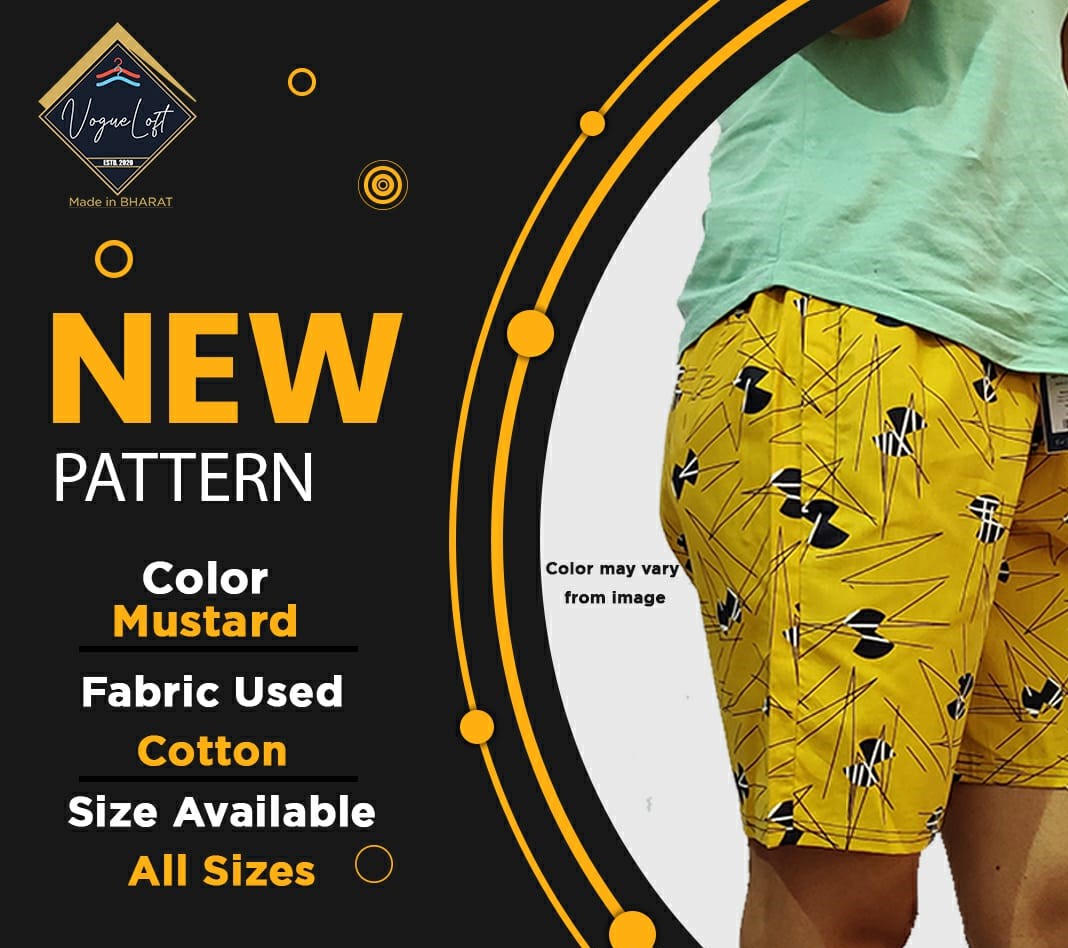 VogueLoft
ESTD. 2020
Made in BHARAT
NEW
PATTERN
Color
Mustard
Fabric Used
Cotton
Size Available
All Sizes
Color may vary
from image